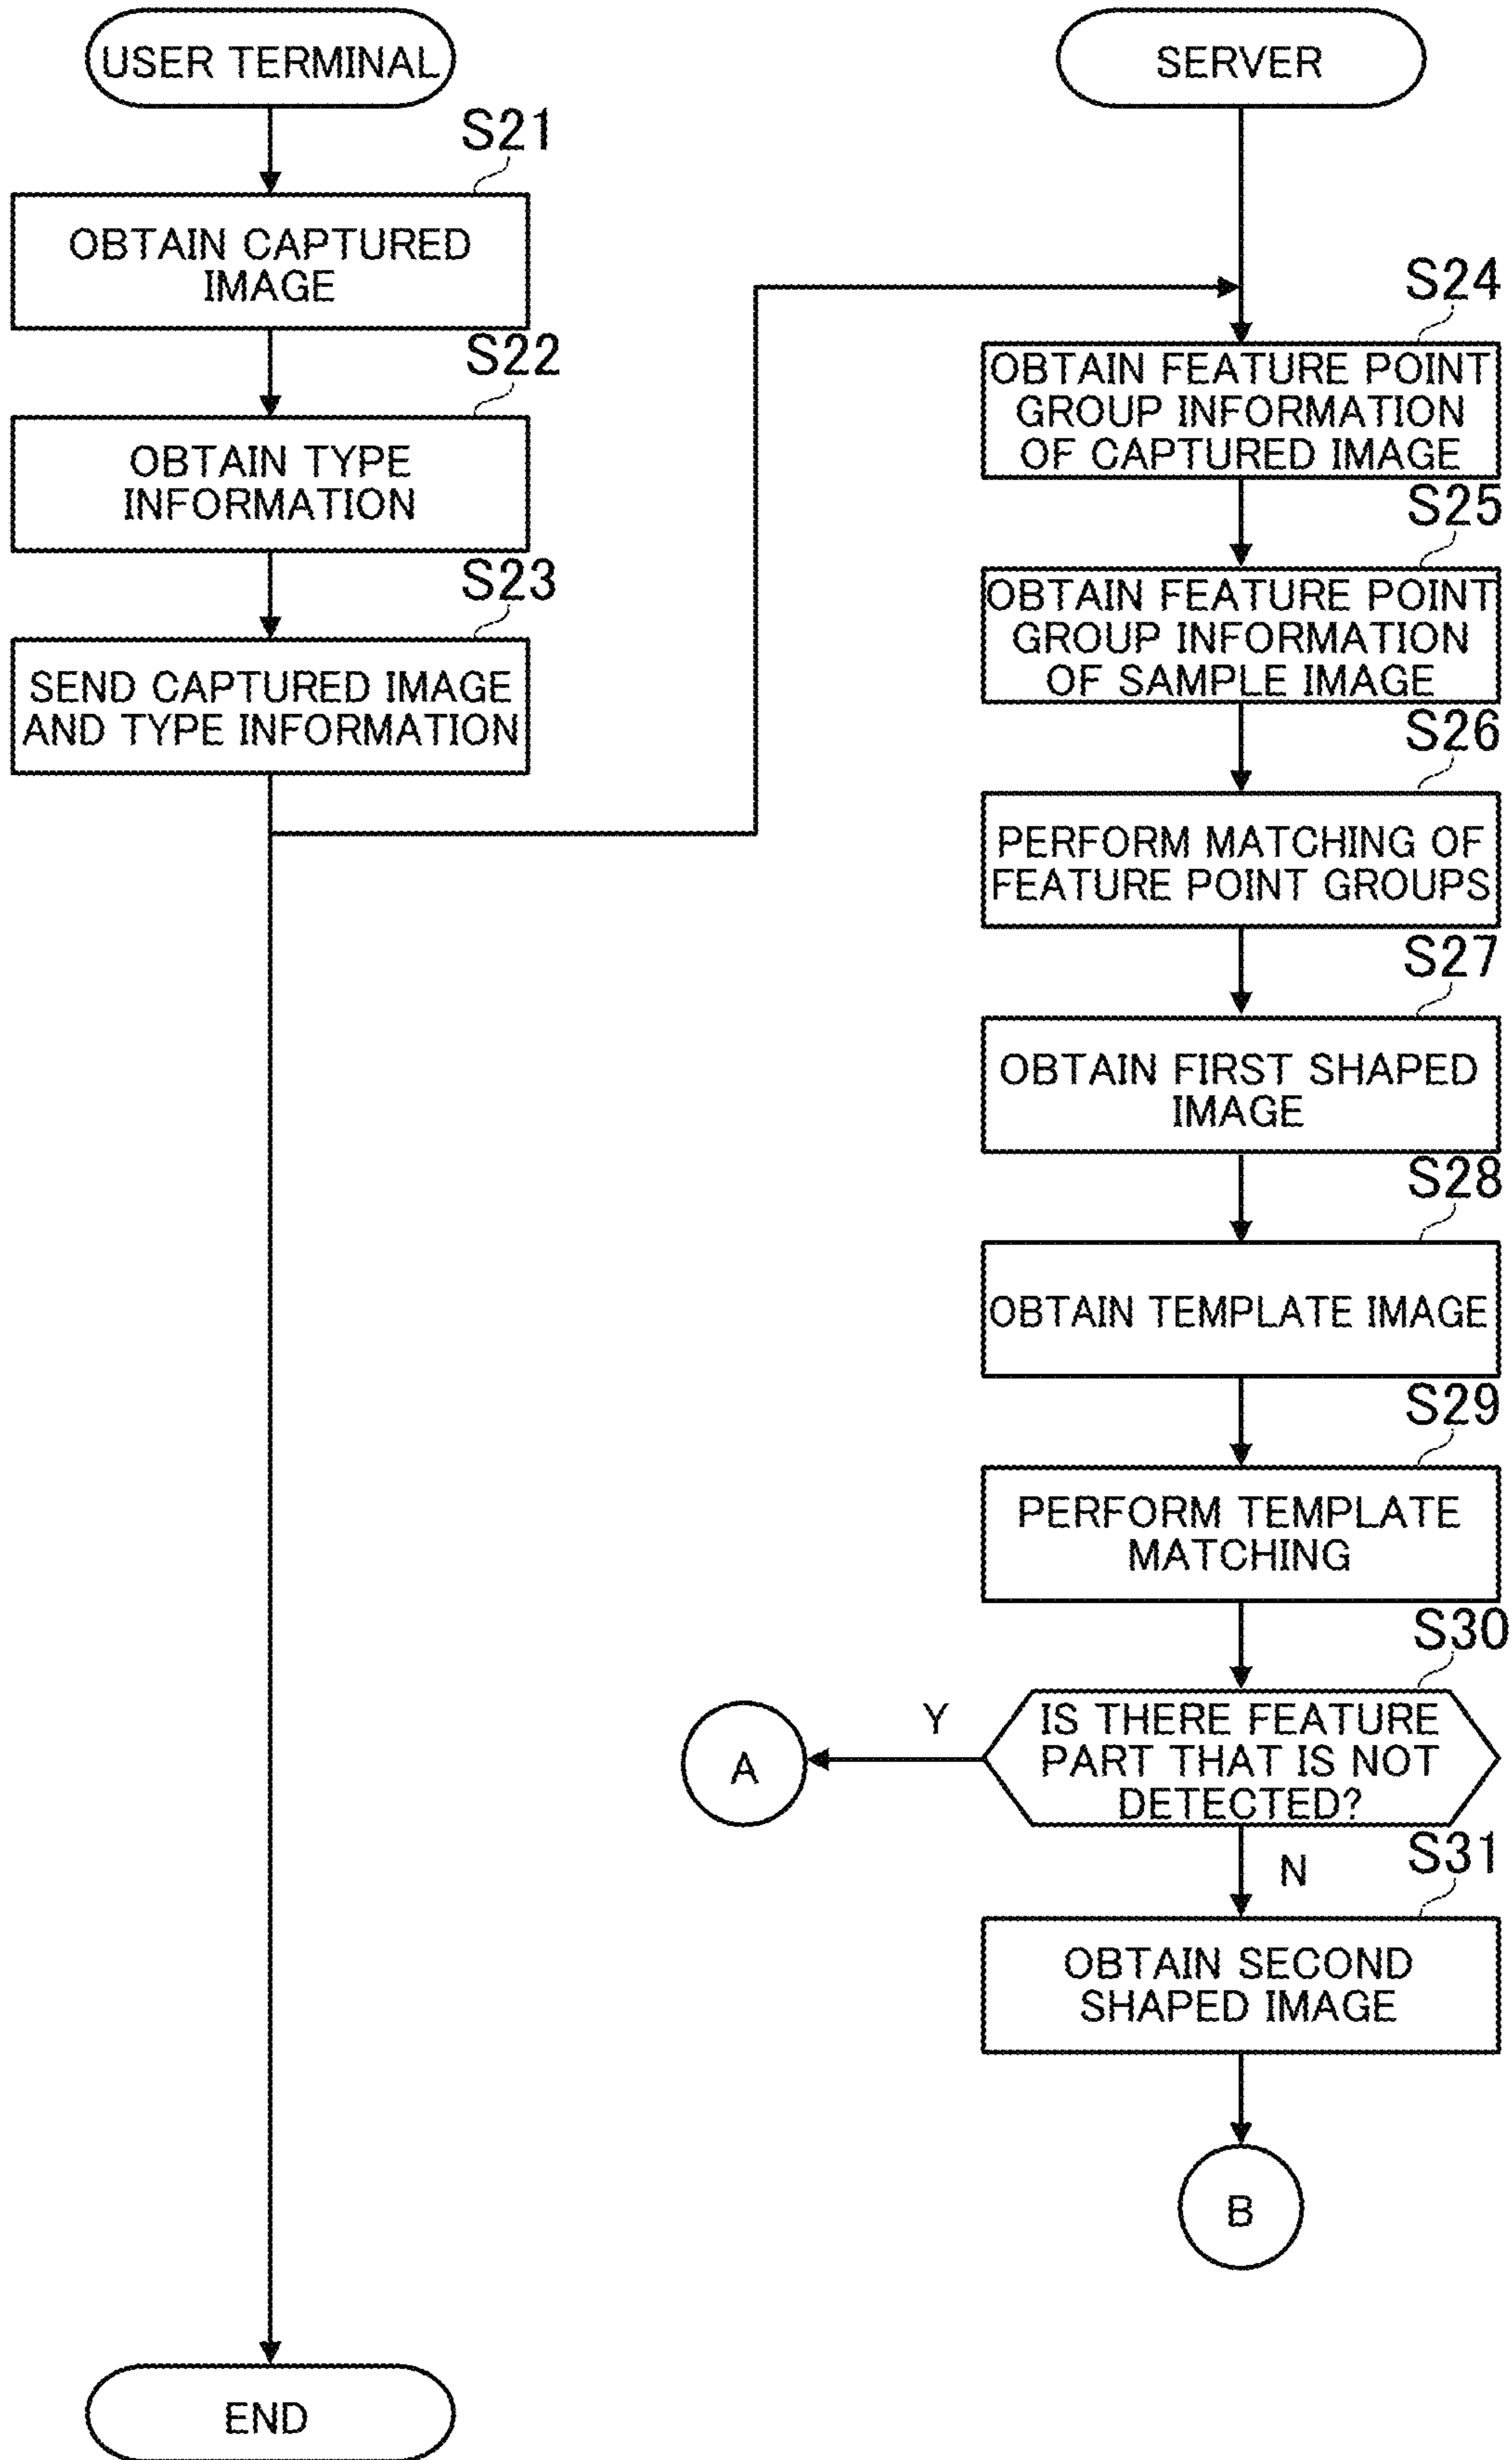 USER TERMINAL
S21
OBTAIN CAPTURED
IMAGE
S22
OBTAIN TYPE
INFORMATION
S23
SEND CAPTURED IMAGE
AND TYPE INFORMATION
END
SERVER
S24
OBTAIN FEATURE POINT
GROUP INFORMATION
OF CAPTURED IMAGE
S25
OBTAIN FEATURE POINT
GROUP INFORMATION
OF SAMPLE IMAGE
S26
PERFORM MATCHING OF
FEATURE POINT GROUPS
S27
OBTAIN FIRST SHAPED
IMAGE
S28
OBTAIN TEMPLATE IMAGE
S29
PERFORM TEMPLATE
MATCHING
S30
IS THERE FEATURE
PART THAT IS NOT
DETECTED?
Y
A
N
S31
OBTAIN SECOND
SHAPED IMAGE
B